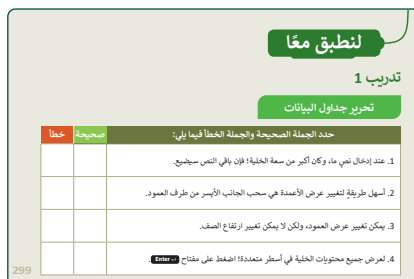 لنطبق معًا
تدريب 1
تحرير جداول البيانات
حدد الجملة الصحيحة والجملة الخطأ فيما يلي: صحيحة خطأ
1. عند إدخال نصٍ ما، وكان أكبر من سعة الخلية؛ فإن باقي النص سيضيع.
2. أسهل طريقةٍ لتغيير عرض الأعمدة هي سحب الجانب الأيسر من طرف العمود.
3. يمكن تغيير عرض العمود، ولكن لا يمكن تغيير ارتفاع الصف.
4. لعرض جميع محتويات الخلية في أسطر متعددة؛ اضغط على مفتاح Enter ↵.
299